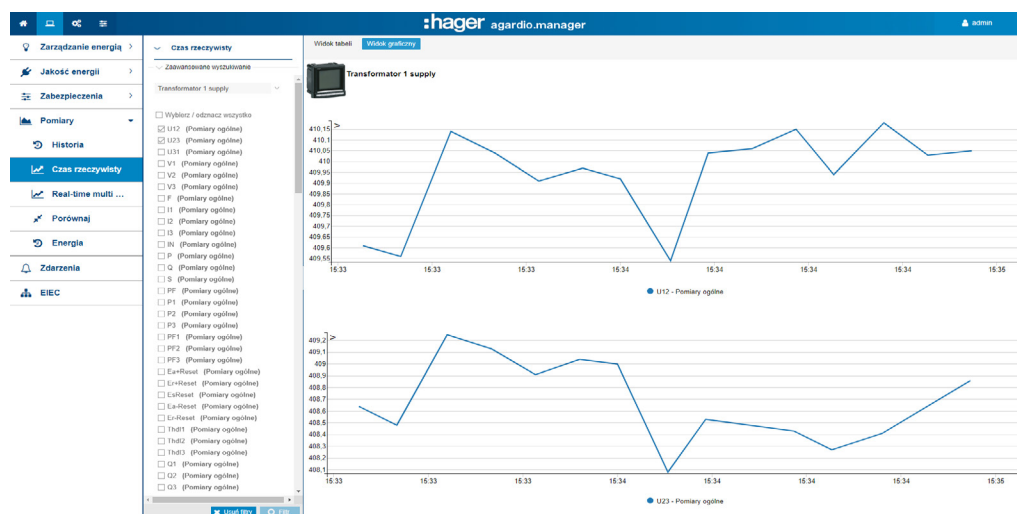 :hager agardio.manager
admin
Zarządzanie energią
Jakość energii
Zabezpieczenia
Pomiary
Historia
Czas rzeczywisty
Real-time multi ...
Porównaj
Energia
Zdarzenia
EIEC
Czas rzeczywisty
Zaawansowane wyszukiwanie
Transformator 1 supply
Wybierz / odznacz wszystko
U12 (Pomiary ogólne)
U23 (Pomiary ogólne)
U31 (Pomiary ogólne)
V1 (Pomiary ogólne)
V2 (Pomiary ogólne)
V3 (Pomiary ogólne)
F (Pomiary ogólne)
I1 (Pomiary ogólne)
I2 (Pomiary ogólne)
I3 (Pomiary ogólne)
IN (Pomiary ogólne)
P (Pomiary ogólne)
Q (Pomiary ogólne)
S (Pomiary ogólne)
PF (Pomiary ogólne)
P1 (Pomiary ogólne)
P2 (Pomiary ogólne)
P3 (Pomiary ogólne)
PF1 (Pomiary ogólne)
PF2 (Pomiary ogólne)
PF3 (Pomiary ogólne)
Ea+Reset (Pomiary ogólne)
Er+Reset (Pomiary ogólne)
EsReset (Pomiary ogólne)
Ea-Reset (Pomiary ogólne)
Er-Reset (Pomiary ogólne)
ThdI1 (Pomiary ogólne)
ThdI2 (Pomiary ogólne)
ThdI3 (Pomiary ogólne)
Q1 (Pomiary ogólne)
Q2 (Pomiary ogólne)
Q3 (Pomiary ogólne)
Usuń filtry
Widok tabeli Widok graficzny
Transformator 1 supply
V
410,15
410,1
410,05
410
409,95
409,9
409,85
409,8
409,75
409,7
409,65
409,6
409,55
15:33 15:33 15:33 15:34 15:34 15:34 15:34 15:35
U12 - Pomiary ogólne
V
409,2
409,1
409
408,9
408,8
408,7
408,6
408,5
408,4
408,3
408,2
408,1
15:33 15:33 15:33 15:34 15:34 15:34 15:34 15:35
U23 - Pomiary ogólne